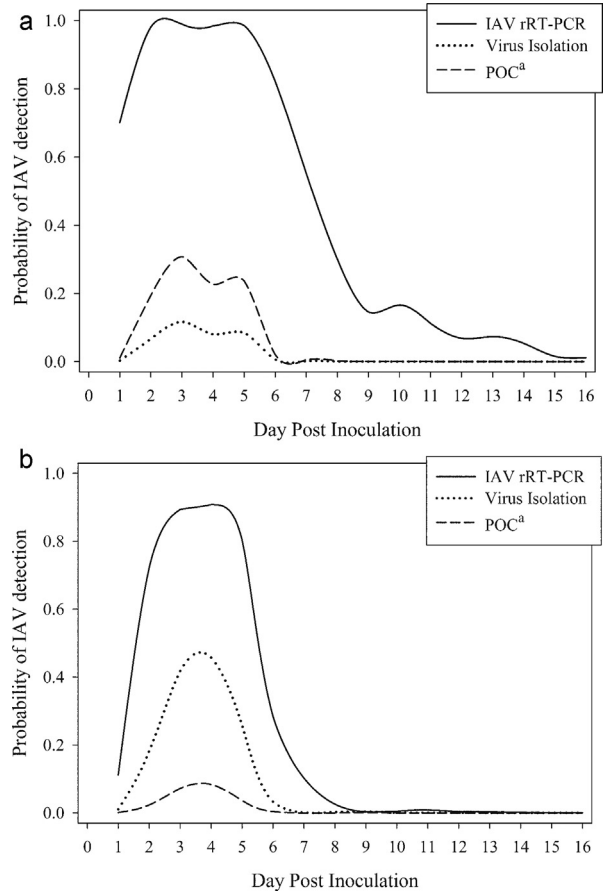 a
1.0
0.8
0.6
0.4
0.2
0.0
Probability of IAV detection
IAV rRT-PCR
Virus Isolation
POCa
0 1 2 3 4 5 6 7 8 9 10 11 12 13 14 15 16
Day Post Inoculation
b
1.0
0.8
0.6
0.4
0.2
0.0
Probability of IAV detection
IAV rRT-PCR
Virus Isolation
POCa
0 1 2 3 4 5 6 7 8 9 10 11 12 13 14 15 16
Day Post Inoculation